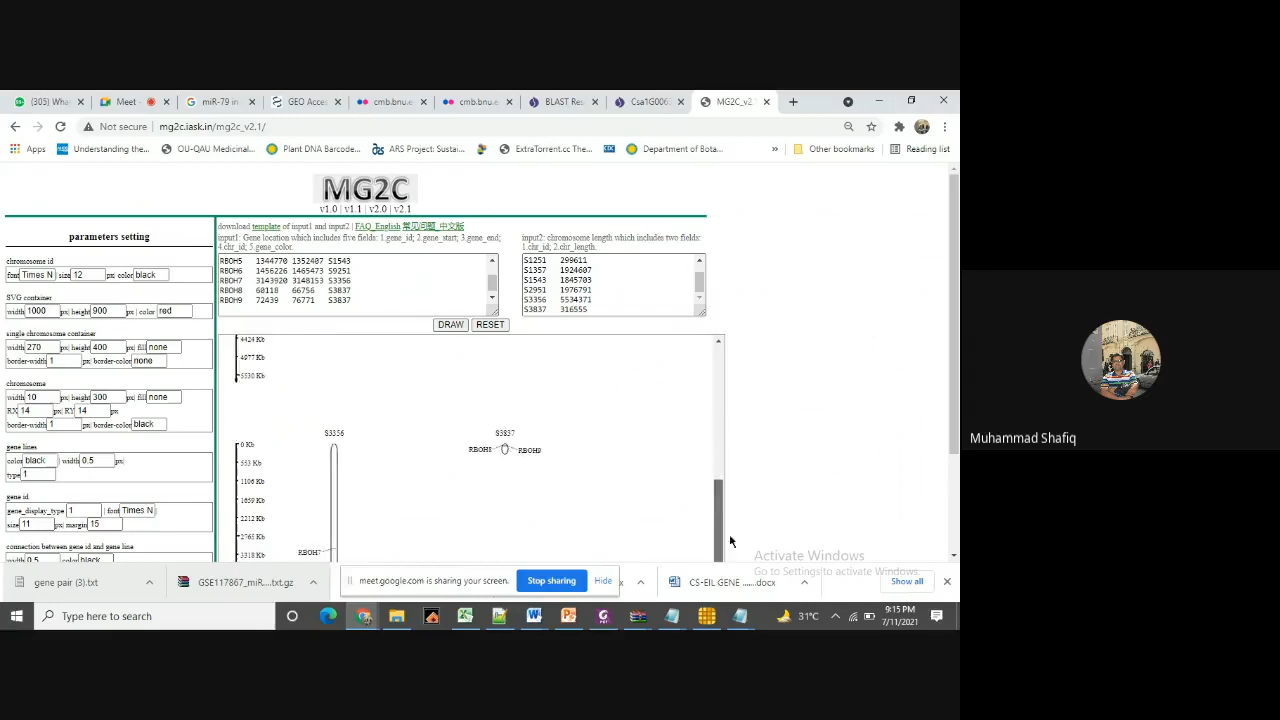 (305) Wha
Meet -
miR-79 in
GEO Acces
cmb.bnu.e
cmb.bnu.e
BLAST Res
Csa1G006
MG2C_v2.
Not secure | mg2c.iask.in/mg2c_v2.1/
Apps
Understanding the...
OU-QAU Medicinal...
Plant DNA Barcode...
ARS Project: Sustai...
ExtraTorrent.cc The...
CDC
Department of Bota...
»
Other bookmarks
Reading list
MG2C
v1.0 | v1.1 | v2.0 | v2.1
parameters setting
chromosome id
font Times N size 12 px color black
SVG container
width 1000 px| height 900 px | color red
single chromosome container
width 270 px| height 400 px| fill none
border-width 1 px| border-color none
chromosome
width 10 px| height 300 px| fill none
RX 14 px| RY 14 px
border-width 1 px| border-color black
gene lines
color black | width 0.5 px|
type 1
gene id
gene_display_type 1 | font Times N |
size 11 px| margin 15
connection between gene id and gene line
width 0.5 color black
download template of input1 and input2 | FAQ_English 常见问题_中文版
input1: Gene location which includes five fields: 1.gene_id; 2.gene_start; 3.gene_end;
4.chr_id; 5.gene_color.
RBOH5 1344770 1352407 S1543
RBOH6 1456226 1465473 S9251
RBOH7 3143920 3148153 S3356
RBOH8 60118 66756 S3837
RBOH9 72439 76771 S3837
input2: chromosome length which includes two fields:
1.chr_id; 2.chr_length.
S1251 299611
S1357 1924607
S1543 1845703
S2951 1976791
S3356 5534371
S3837 316555
DRAW
RESET
4424 Kb
4977 Kb
5530 Kb
S3356
S3837
0 Kb
RBOH8
RBOH9
553 Kb
1106 Kb
1659 Kb
2212 Kb
2765 Kb
RBOH7
3318 Kb
Activate Windows
Go to Settings to activate Windows.
gene pair (3).txt
GSE117867_miR....txt.gz
meet.google.com is sharing your screen.
Stop sharing
Hide
CS-EIL GENE .......docx
Show all
Type here to search
31°C
9:15 PM
7/11/2021
Muhammad Shafiq